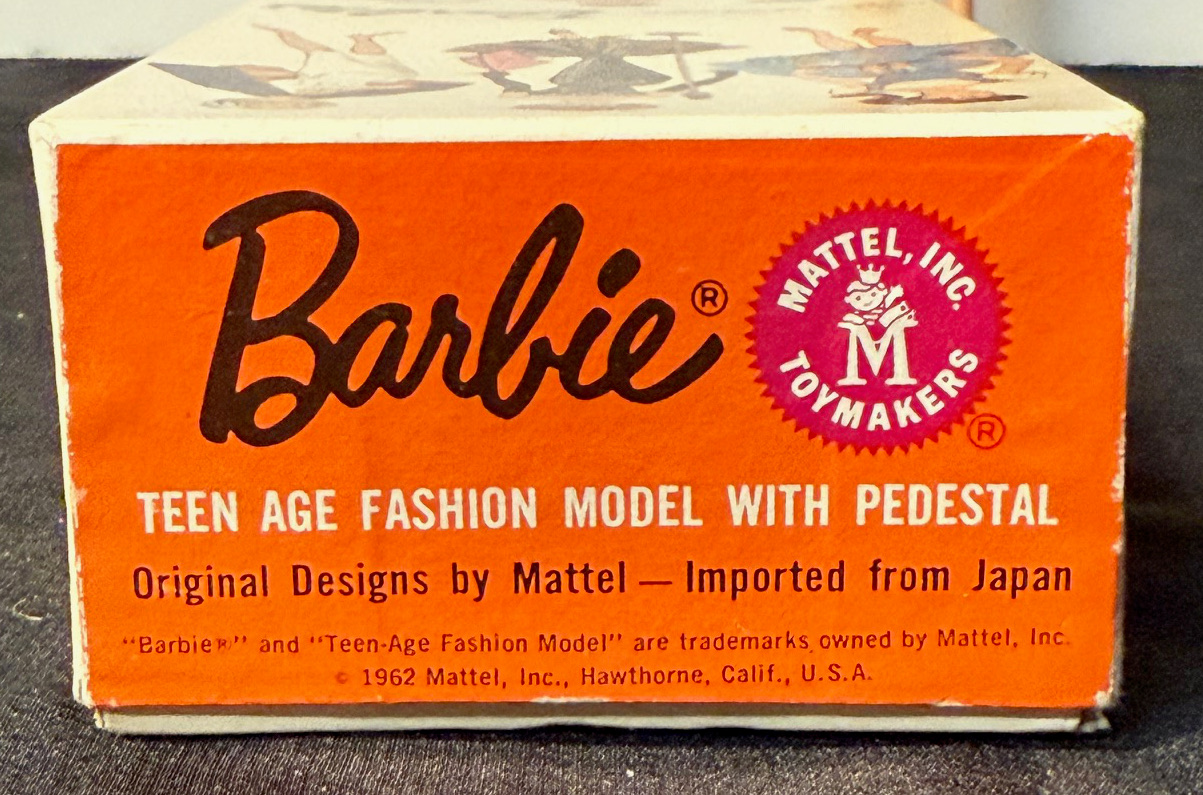 Barbie®
MATTEL, INC.
M
TOYMAKERS
®
TEEN AGE FASHION MODEL WITH PEDESTAL
Original Designs by Mattel — Imported from Japan
“Barbie®” and “Teen-Age Fashion Model” are trademarks owned by Mattel, Inc.
© 1962 Mattel, Inc., Hawthorne, Calif., U.S.A.